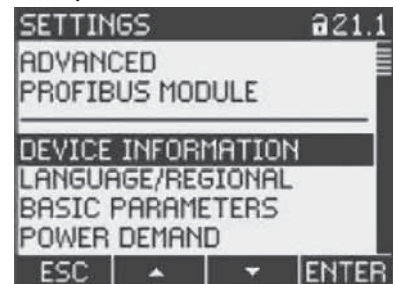 SETTINGS 21.1
ADVANCED
PROFIBUS MODULE
DEVICE INFORMATION
LANGUAGE/REGIONAL
BASIC PARAMETERS
POWER DEMAND
ESC ▲ ▼ ENTER